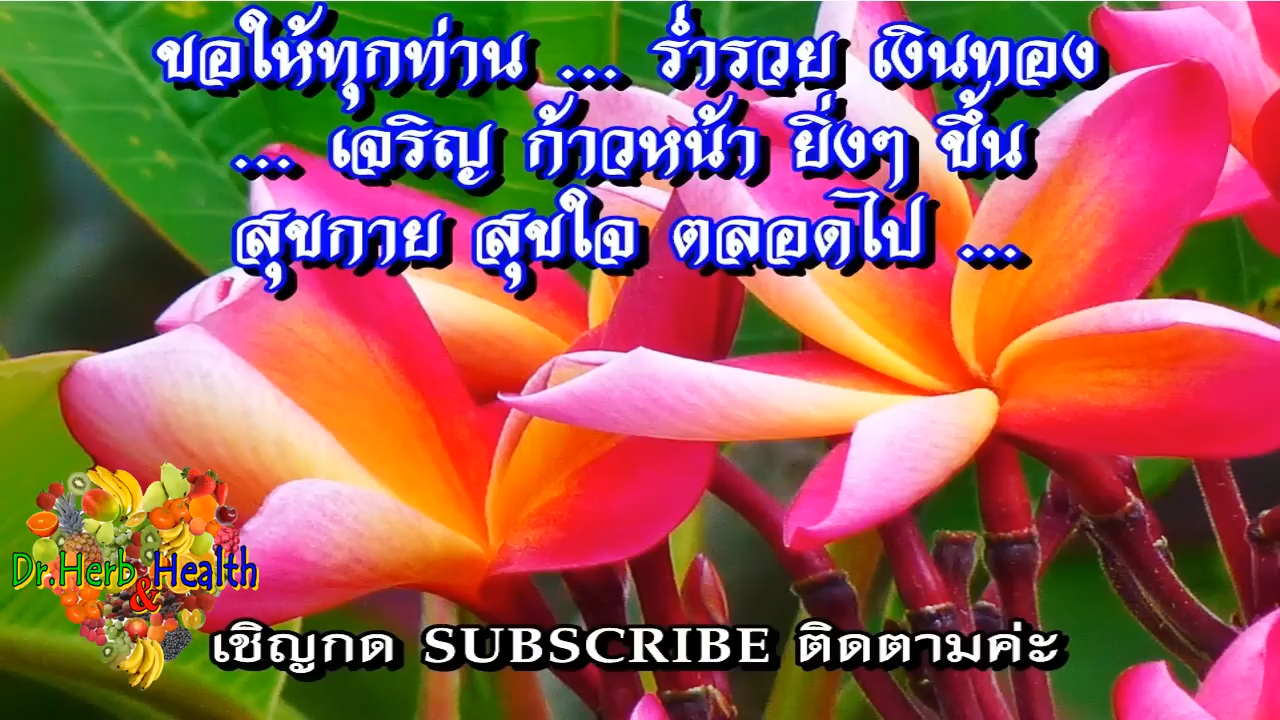 ขอให้ทุกท่าน ... ร่ำรวย เงินทอง
... เจริญ ก้าวหน้า ยิ่งๆ ขึ้น
สุขกาย สุขใจ ตลอดไป ...
Dr.Herb & Health
เชิญกด SUBSCRIBE ติดตามค่ะ